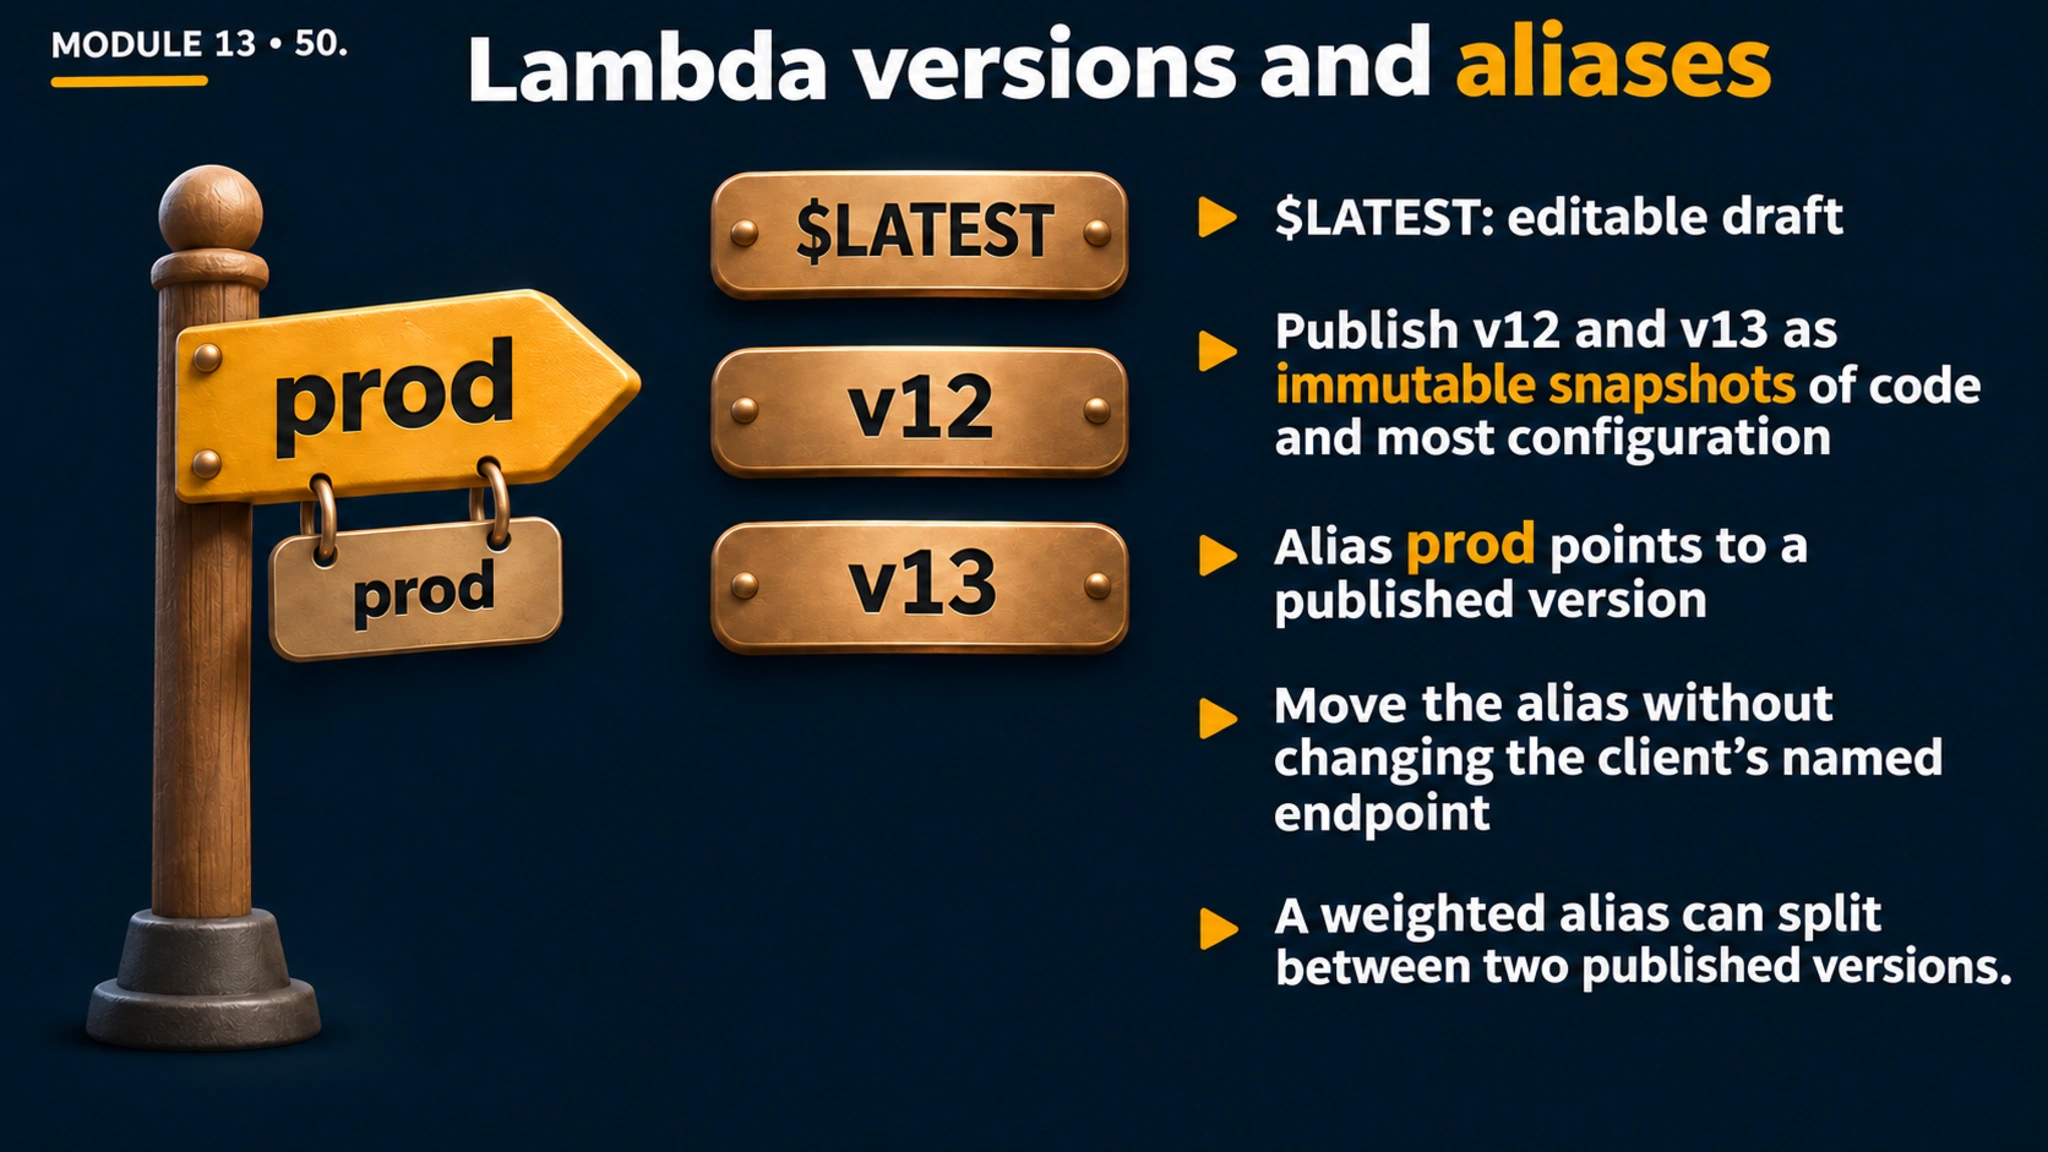 MODULE 13 • 50.
Lambda versions and aliases
prod
prod
$LATEST
v12
v13
$LATEST: editable draft
Publish v12 and v13 as
immutable snapshots of code
and most configuration
Alias prod points to a
published version
Move the alias without
changing the client’s named
endpoint
A weighted alias can split
between two published versions.